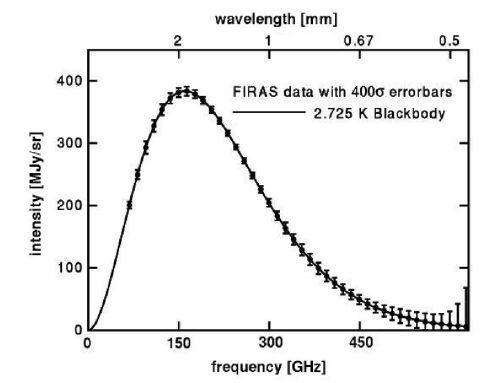 wavelength [mm]
2 1 0.67 0.5
400
FIRAS data with 400σ errorbars
2.725 K Blackbody
300
intensity [MJy/sr]
200
100
0
0 150 300 450
frequency [GHz]